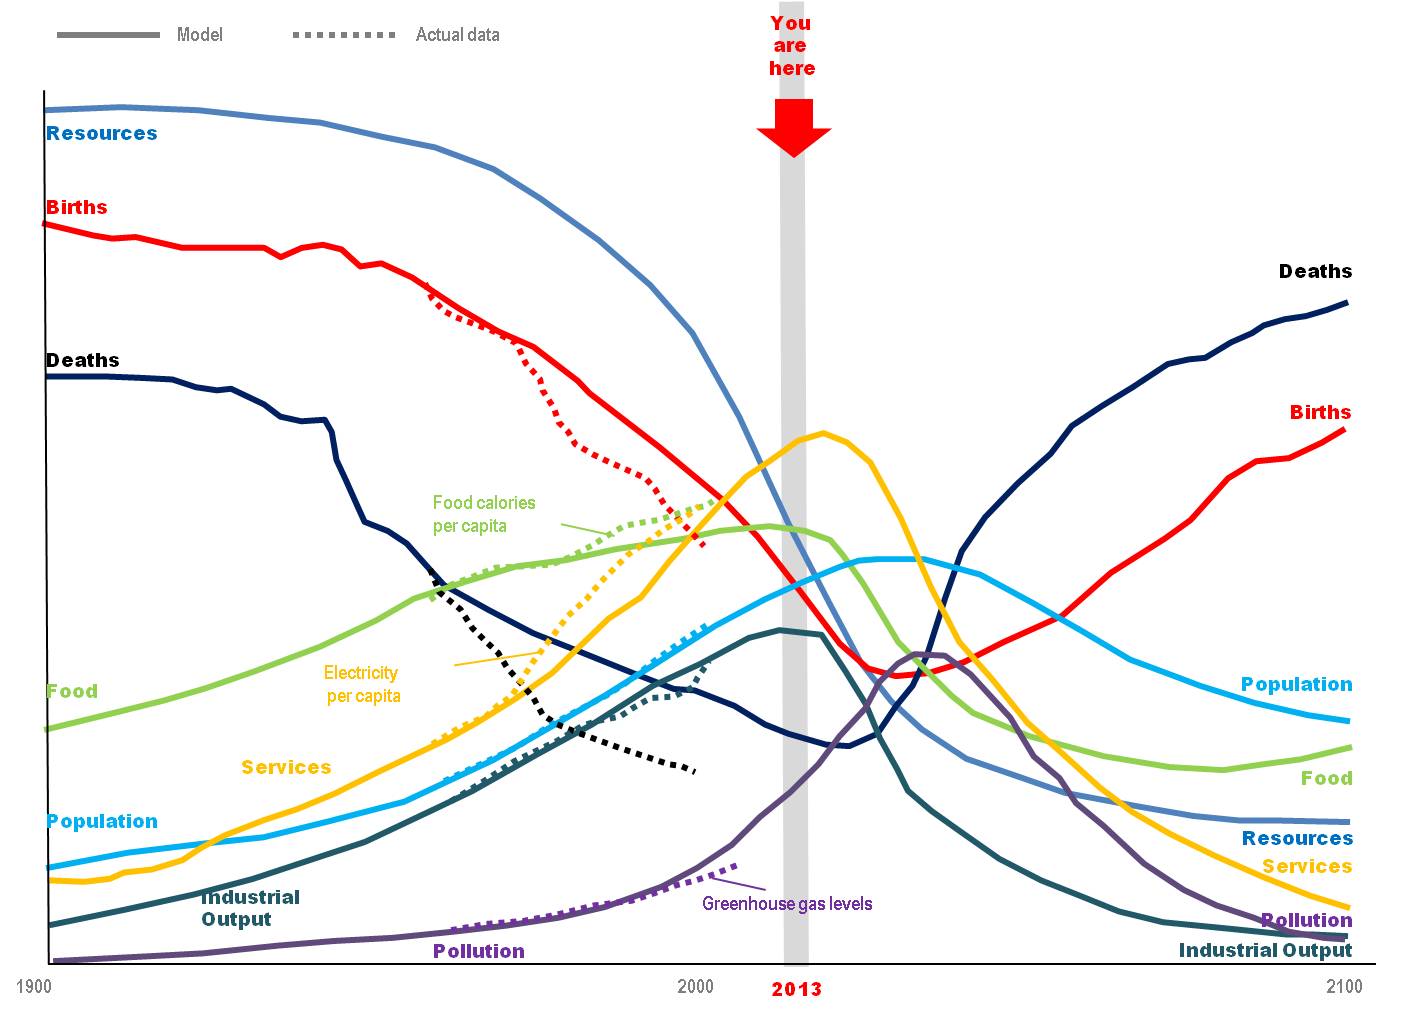 Model
Actual data
You
are
here
Resources
Births
Deaths
Deaths
Births
Food calories
per capita
Electricity
per capita
Food
Services
Population
Industrial
Output
Pollution
Greenhouse gas levels
Population
Food
Resources
Services
Pollution
Industrial Output
1900
2000
2013
2100